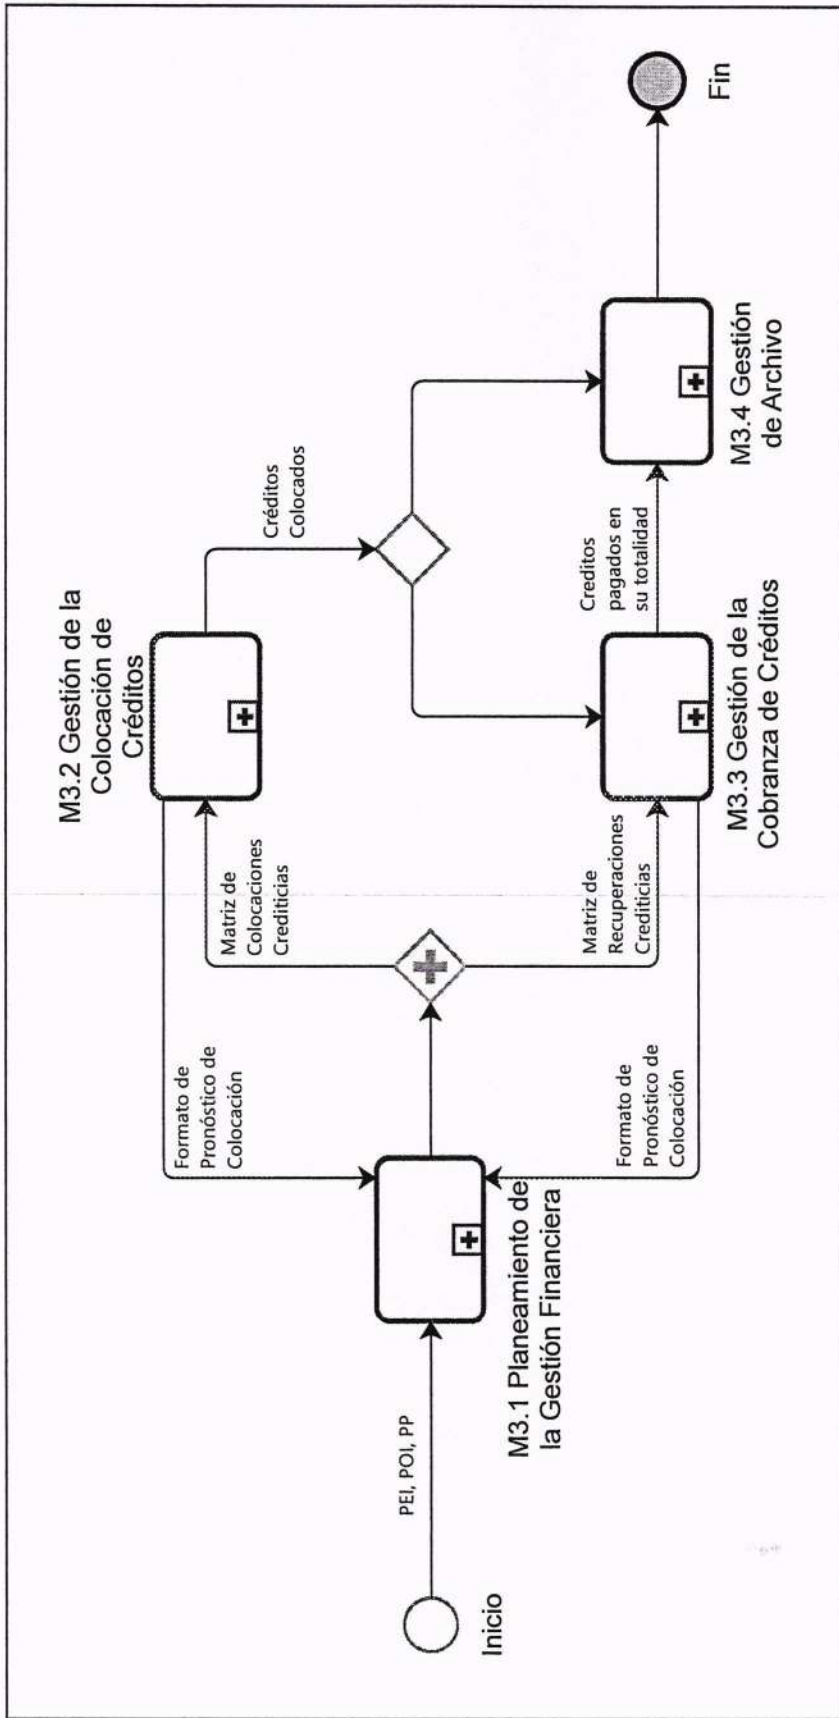 Inicio
PEI, POI, PP
M3.1 Planeamiento de
la Gestión Financiera
Formato de
Pronóstico de
Colocación
Formato de
Pronóstico de
Colocación
Matriz de
Colocaciones
Crediticias
Matriz de
Recuperaciones
Crediticias
M3.2 Gestión de la
Colocación de
Créditos
M3.3 Gestión de la
Cobranza de Créditos
Créditos
Colocados
Creditos
pagados en
su totalidad
M3.4 Gestión
de Archivo
Fin